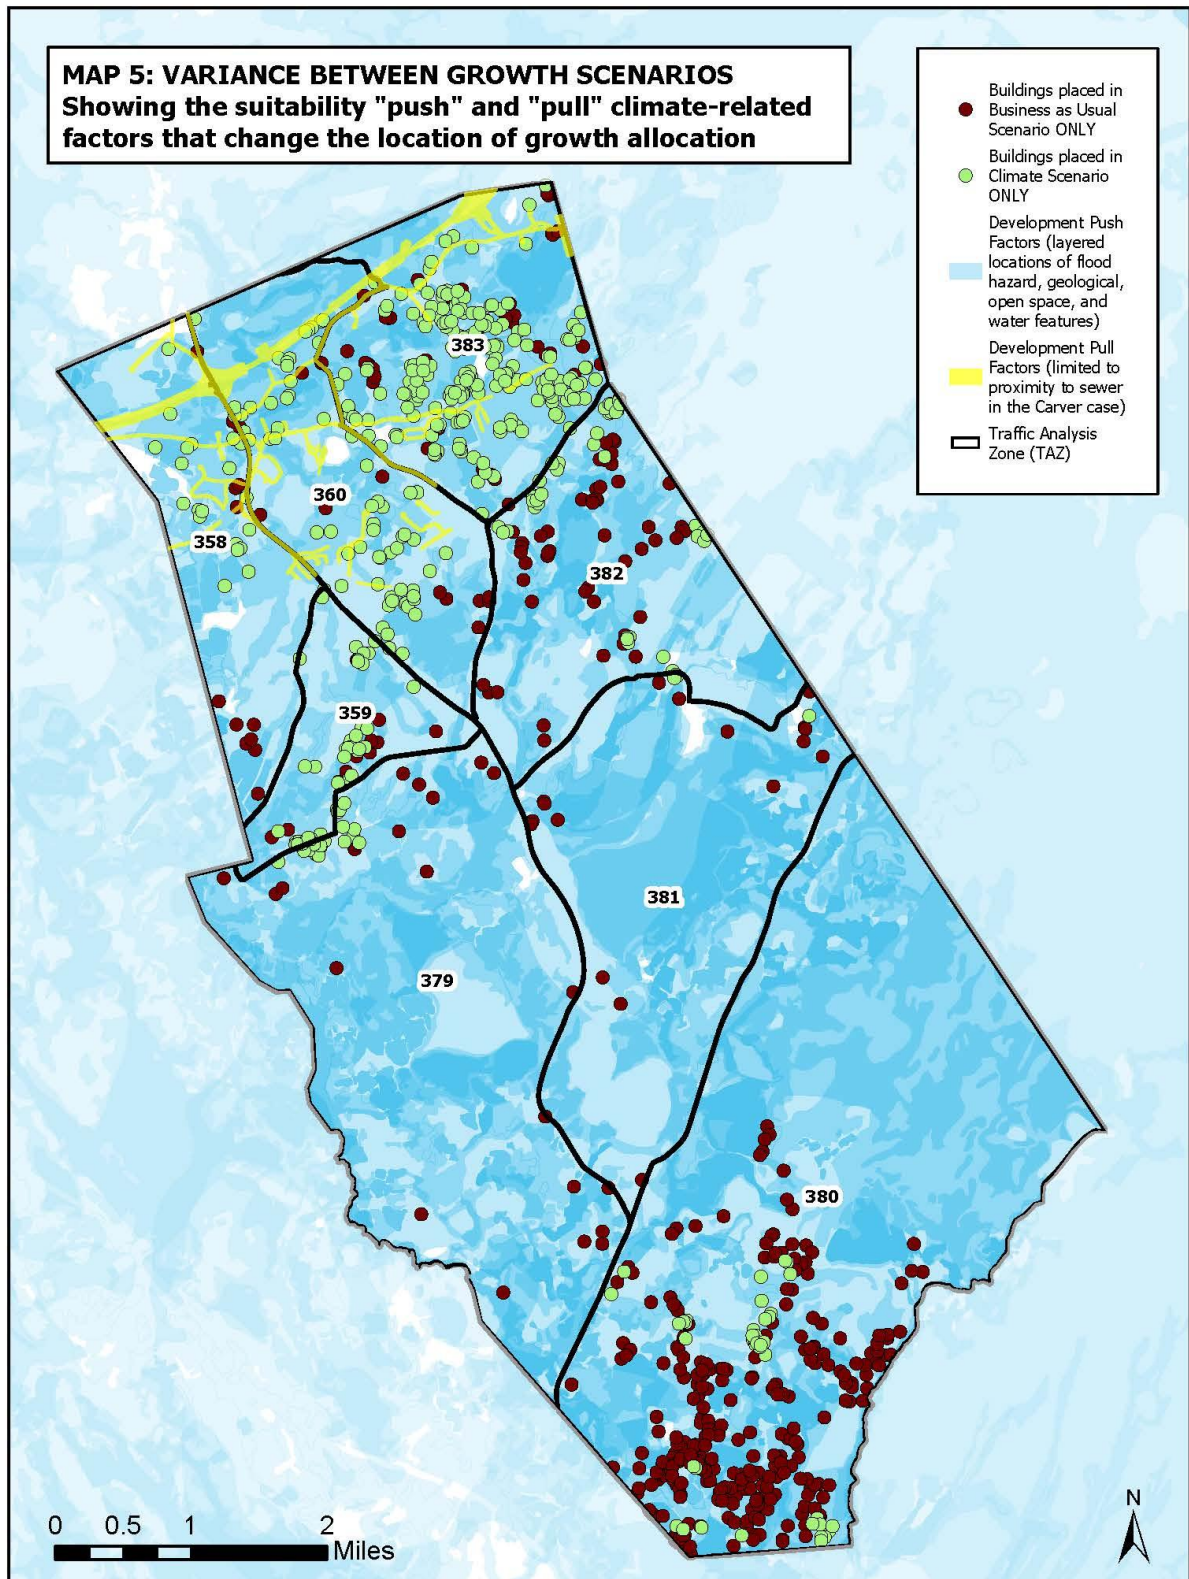 MAP 5: VARIANCE BETWEEN GROWTH SCENARIOS
Showing the suitability "push" and "pull" climate-related
factors that change the location of growth allocation
Buildings placed in
Business as Usual
Scenario ONLY
Buildings placed in
Climate Scenario
ONLY
Development Push
Factors (layered
locations of flood
hazard, geological,
open space, and
water features)
Development Pull
Factors (limited to
proximity to sewer
in the Carver case)
Traffic Analysis
Zone (TAZ)
383
360
358
382
359
381
379
380
0 0.5 1 2
Miles
N